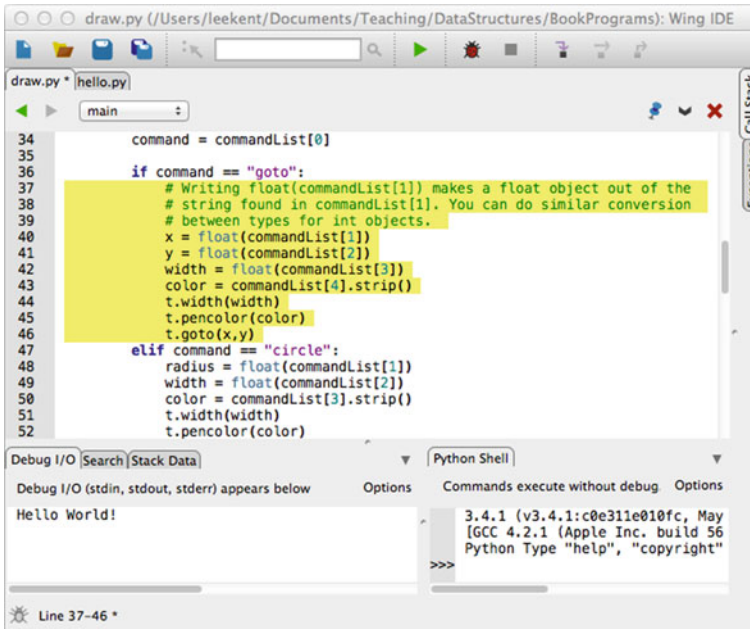 draw.py (/Users/leekent/Documents/Teaching/DataStructures/BookPrograms): Wing IDE
draw.py * hello.py
main
Call Stack
34 command = commandList[0]
35
36 if command == "goto":
37 # Writing float(commandList[1]) makes a float object out of the
38 # string found in commandList[1]. You can do similar conversion
39 # between types for int objects.
40 x = float(commandList[1])
41 y = float(commandList[2])
42 width = float(commandList[3])
43 color = commandList[4].strip()
44 t.width(width)
45 t.pencolor(color)
46 t.goto(x,y)
47 elif command == "circle":
48 radius = float(commandList[1])
49 width = float(commandList[2])
50 color = commandList[3].strip()
51 t.width(width)
52 t.pencolor(color)
Debug I/O Search Stack Data
Debug I/O (stdin, stdout, stderr) appears below Options
Hello World!
Python Shell
Commands execute without debug. Options
3.4.1 (v3.4.1:c0e311e010fc, May
[GCC 4.2.1 (Apple Inc. build 56
Python Type "help", "copyright"
>>>
Line 37-46 *